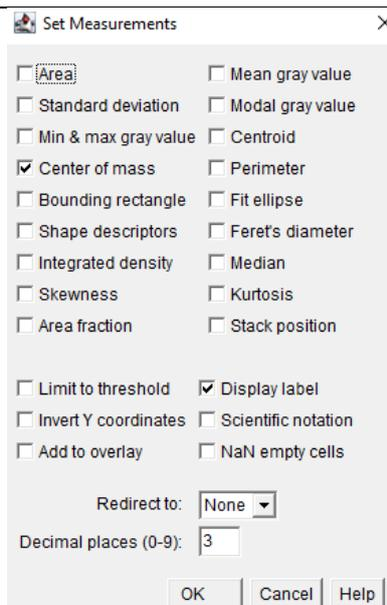 Set Measurements
Area Mean gray value
Standard deviation Modal gray value
Min & max gray value Centroid
Center of mass Perimeter
Bounding rectangle Fit ellipse
Shape descriptors Feret's diameter
Integrated density Median
Skewness Kurtosis
Area fraction Stack position
Limit to threshold Display label
Invert Y coordinates Scientific notation
Add to overlay NaN empty cells
Redirect to: None
Decimal places (0-9): 3
OK Cancel Help